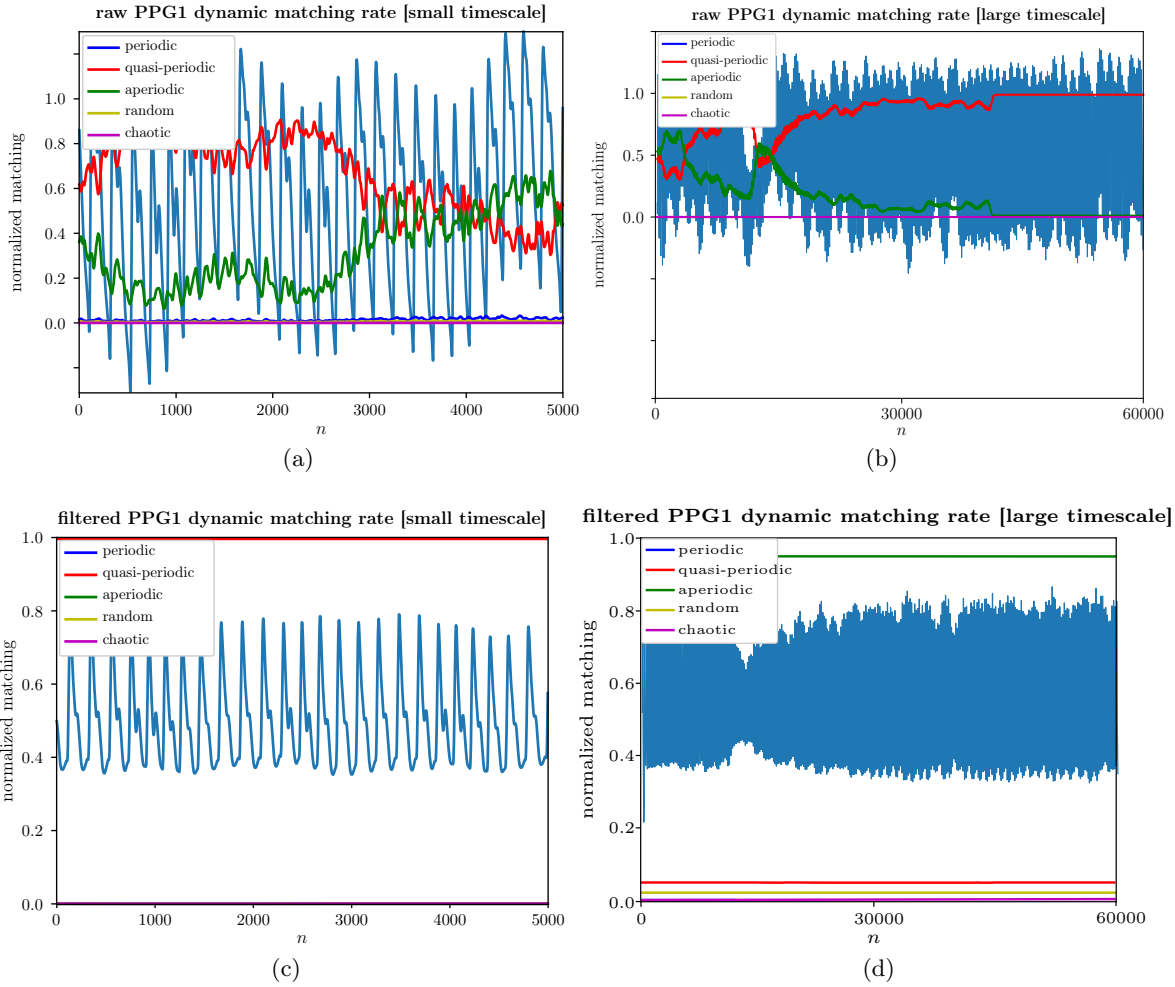 raw PPG1 dynamic matching rate [small timescale]
periodic
quasi-periodic
aperiodic
random
chaotic
1.0
0.8
0.6
0.4
0.2
0.0
normalized matching
0 1000 2000 3000 4000 5000
n
(a)
raw PPG1 dynamic matching rate [large timescale]
periodic
quasi-periodic
aperiodic
random
chaotic
1.0
0.5
0.0
normalized matching
0 30000 60000
n
(b)
filtered PPG1 dynamic matching rate [small timescale]
periodic
quasi-periodic
aperiodic
random
chaotic
1.0
0.8
0.6
0.4
0.2
0.0
normalized matching
0 1000 2000 3000 4000 5000
n
(c)
filtered PPG1 dynamic matching rate [large timescale]
periodic
quasi-periodic
aperiodic
random
chaotic
1.0
0.8
0.6
0.4
0.2
0.0
normalized matching
0 30000 60000
n
(d)